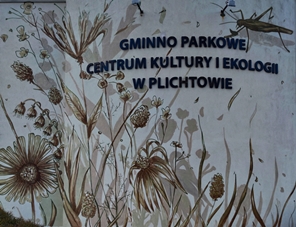 GMINNO PARKOWE
CENTRUM KULTURY I EKOLOGII
W PLICHTOWIE